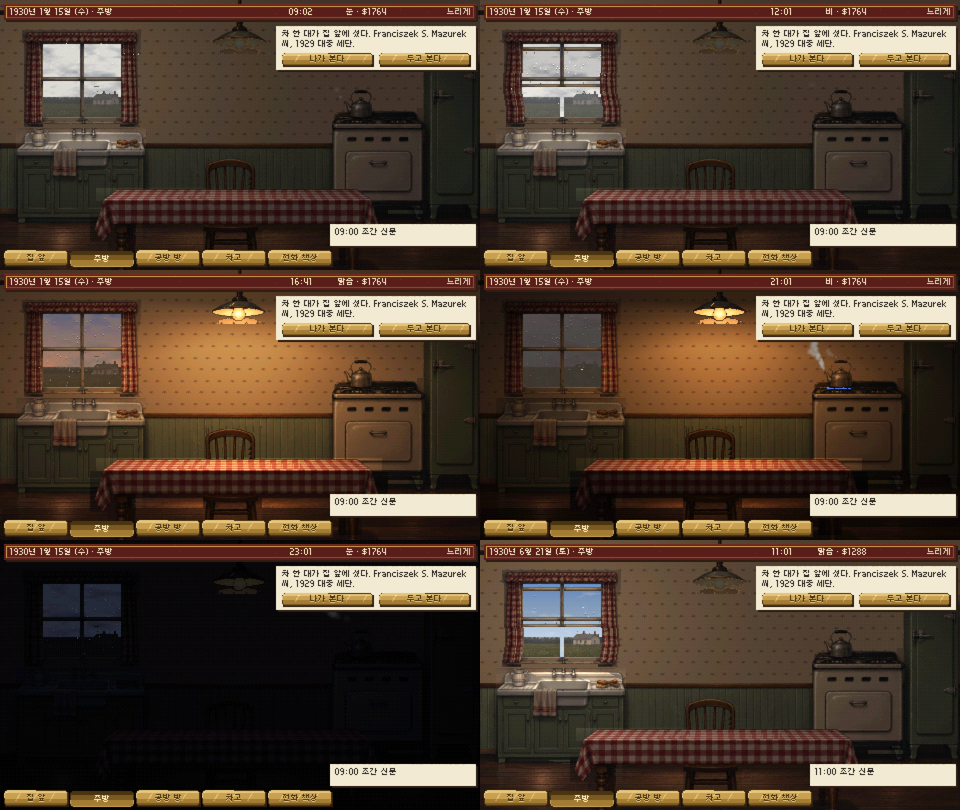 1930년 1월 15일 (수) · 주방 09:02 눈 · $1764 느리게
차 한 대가 집 앞에 섰다. Franciszek S. Mazurek
씨, 1929 대중 세단.
나가 본다 두고 본다
09:00 조간 신문
집 앞 주방 공방 방 차고 전화 책상
1930년 1월 15일 (수) · 주방 12:01 비 · $1764 느리게
차 한 대가 집 앞에 섰다. Franciszek S. Mazurek
씨, 1929 대중 세단.
나가 본다 두고 본다
09:00 조간 신문
집 앞 주방 공방 방 차고 전화 책상
1930년 1월 15일 (수) · 주방 16:41 맑음 · $1764 느리게
차 한 대가 집 앞에 섰다. Franciszek S. Mazurek
씨, 1929 대중 세단.
나가 본다 두고 본다
09:00 조간 신문
집 앞 주방 공방 방 차고 전화 책상
1930년 1월 15일 (수) · 주방 21:01 비 · $1764 느리게
차 한 대가 집 앞에 섰다. Franciszek S. Mazurek
씨, 1929 대중 세단.
나가 본다 두고 본다
09:00 조간 신문
집 앞 주방 공방 방 차고 전화 책상
1930년 1월 15일 (수) · 주방 23:01 눈 · $1764 느리게
차 한 대가 집 앞에 섰다. Franciszek S. Mazurek
씨, 1929 대중 세단.
나가 본다 두고 본다
09:00 조간 신문
집 앞 주방 공방 방 차고 전화 책상
1930년 6월 21일 (토) · 주방 11:01 맑음 · $1288 느리게
차 한 대가 집 앞에 섰다. Franciszek S. Mazurek
씨, 1929 대중 세단.
나가 본다 두고 본다
11:00 조간 신문
집 앞 주방 공방 방 차고 전화 책상